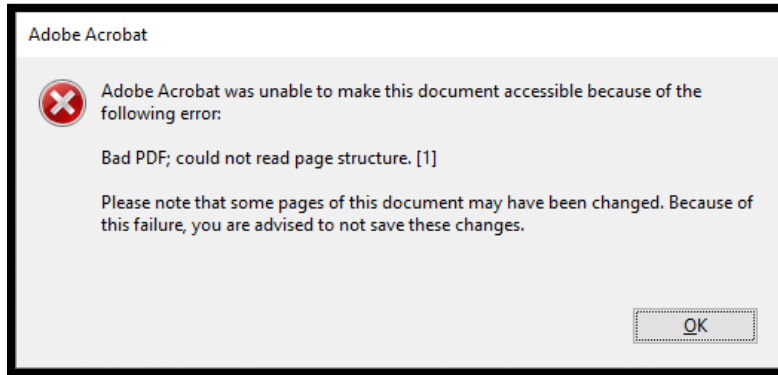 Adobe Acrobat
Adobe Acrobat was unable to make this document accessible because of the
following error:
Bad PDF; could not read page structure. [1]
Please note that some pages of this document may have been changed. Because of
this failure, you are advised to not save these changes.
OK